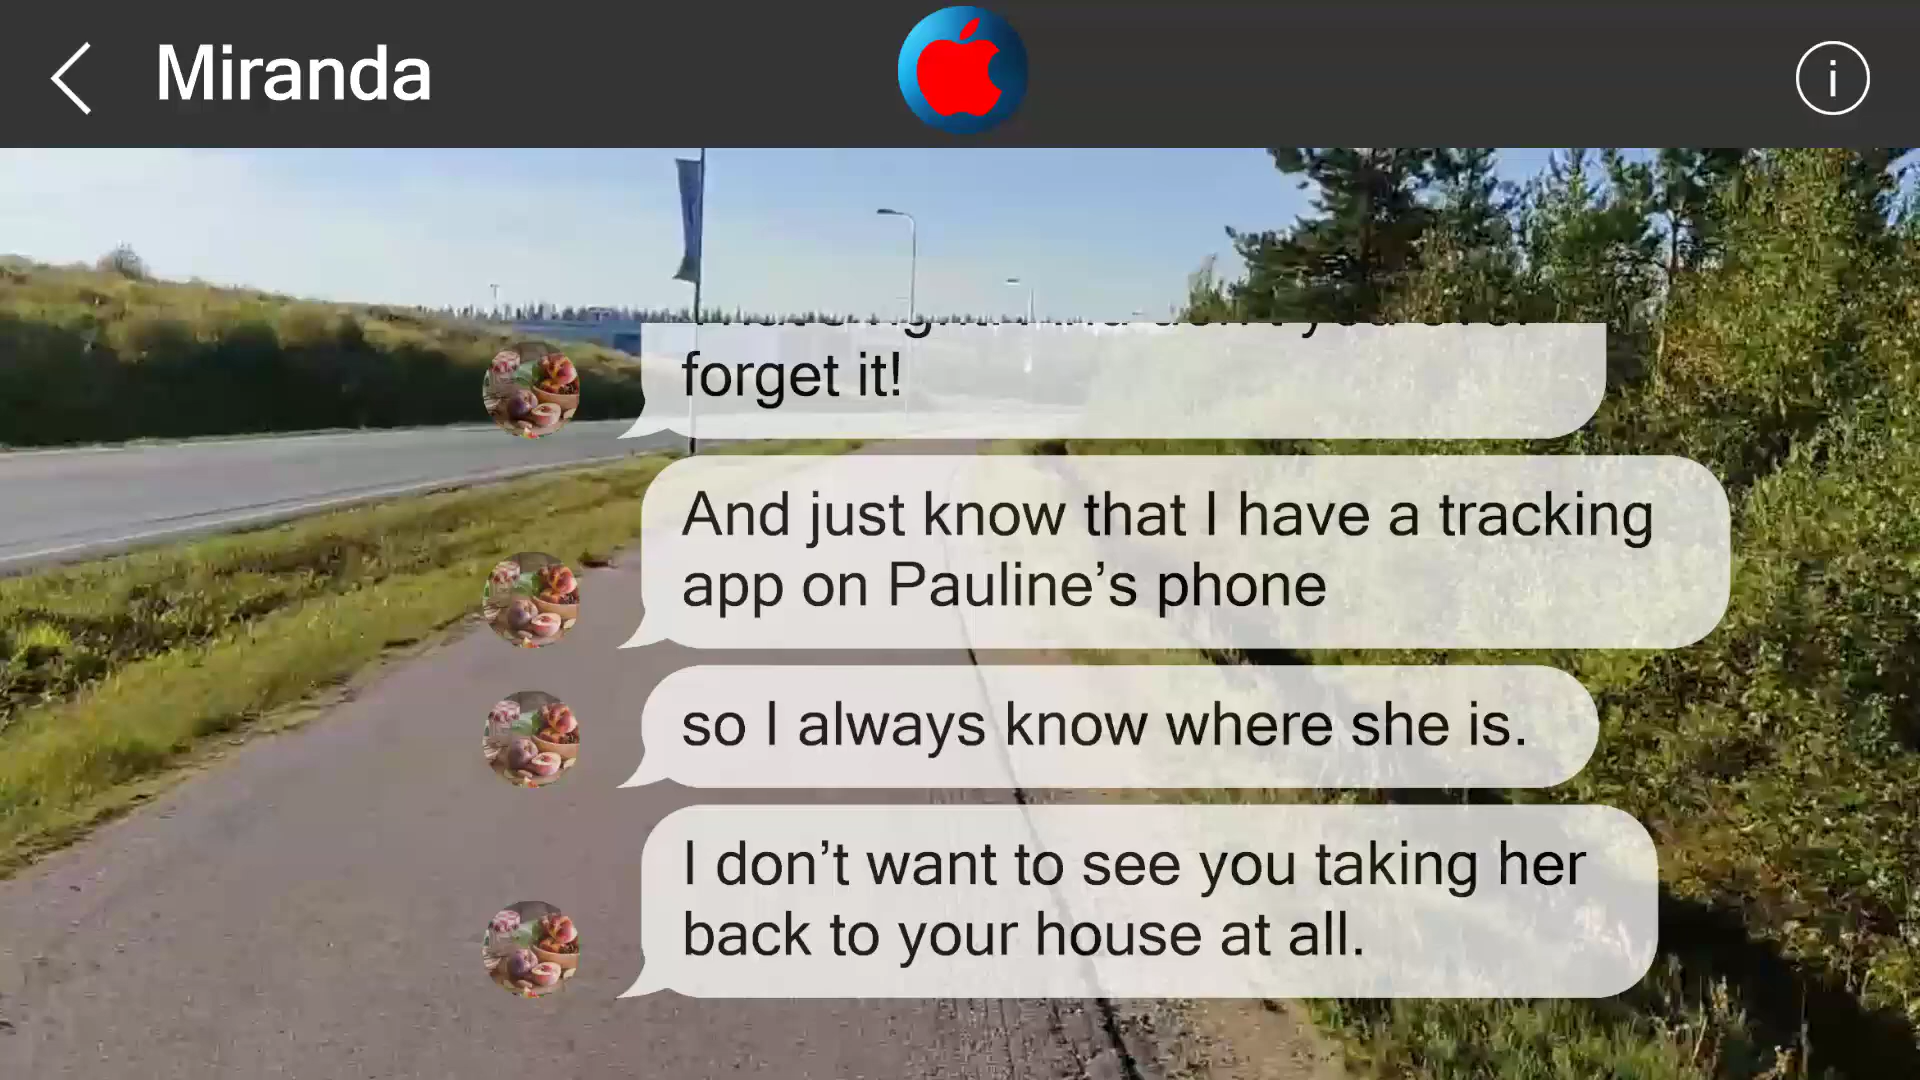 Miranda
forget it!
And just know that I have a tracking
app on Pauline’s phone
so I always know where she is.
I don’t want to see you taking her
back to your house at all.